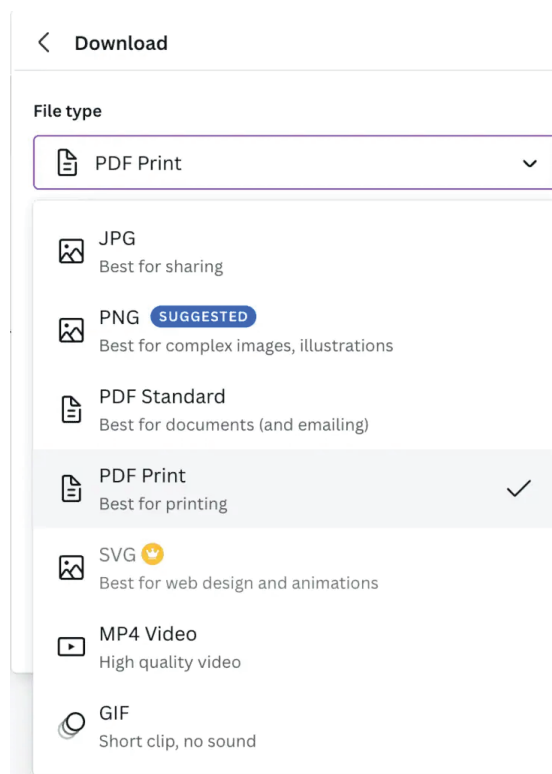 Download
File type
PDF Print
JPG
Best for sharing
PNG SUGGESTED
Best for complex images, illustrations
PDF Standard
Best for documents (and emailing)
PDF Print
Best for printing
SVG
Best for web design and animations
MP4 Video
High quality video
GIF
Short clip, no sound